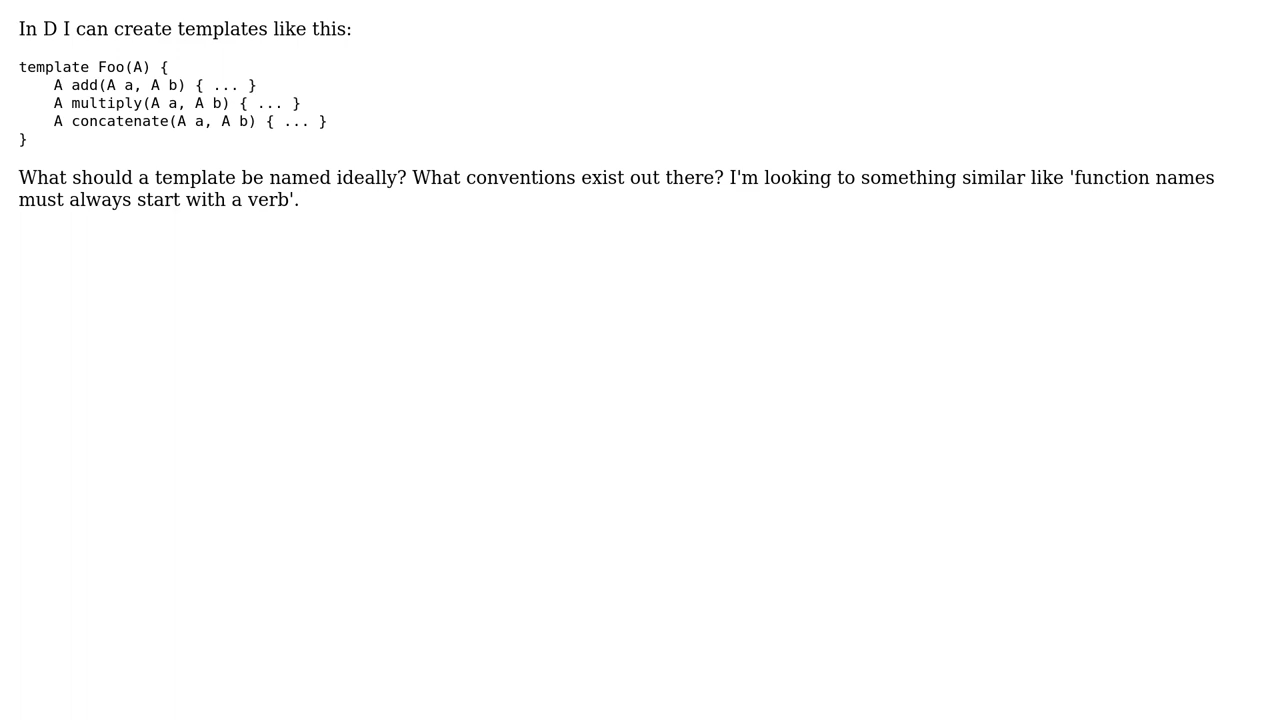 In D I can create templates like this:
template Foo(A) {
    A add(A a, A b) { ... }
    A multiply(A a, A b) { ... }
    A concatenate(A a, A b) { ... }
}
What should a template be named ideally? What conventions exist out there? I'm looking to something similar like 'function names
must always start with a verb'.